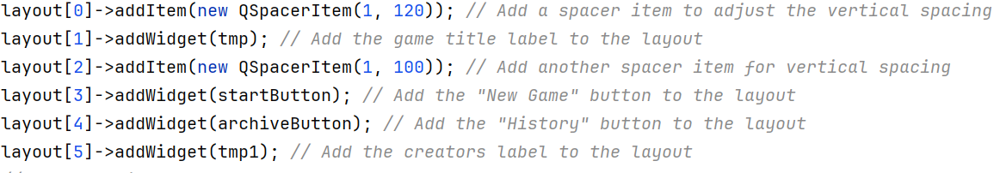 layout[0]->addItem(new QSpacerItem(1, 120)); // Add a spacer item to adjust the vertical spacing
layout[1]->addWidget(tmp); // Add the game title label to the layout
layout[2]->addItem(new QSpacerItem(1, 100)); // Add another spacer item for vertical spacing
layout[3]->addWidget(startButton); // Add the "New Game" button to the layout
layout[4]->addWidget(archiveButton); // Add the "History" button to the layout
layout[5]->addWidget(tmp1); // Add the creators label to the layout